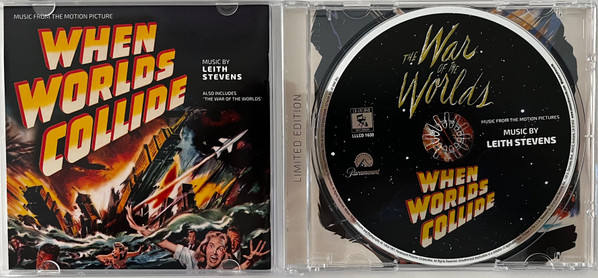 MUSIC FROM THE MOTION PICTURE
WHEN
WORLDS
COLLIDE
MUSIC BY
LEITH
STEVENS
ALSO INCLUDES
'THE WAR OF THE WORLDS'
LIMITED EDITION
THE War
OF THE
Worlds
LLLCD 1630
MUSIC FROM THE MOTION PICTURES
MUSIC BY
LEITH STEVENS
Paramount
WHEN
WORLDS
COLLIDE